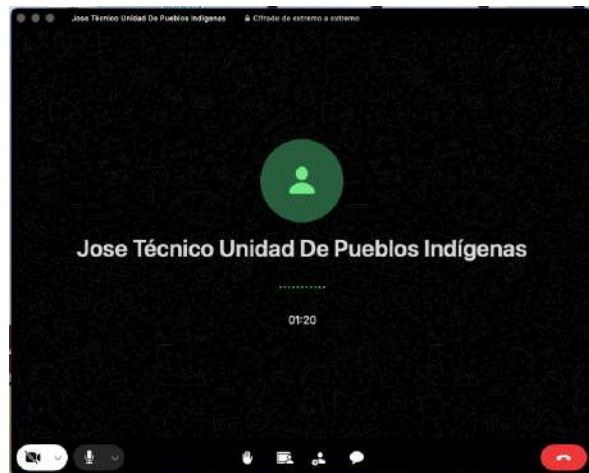 Jose Técnico Unidad De Pueblos Indígenas
Cifrado de extremo a extremo
Jose Técnico Unidad De Pueblos Indígenas
01:20